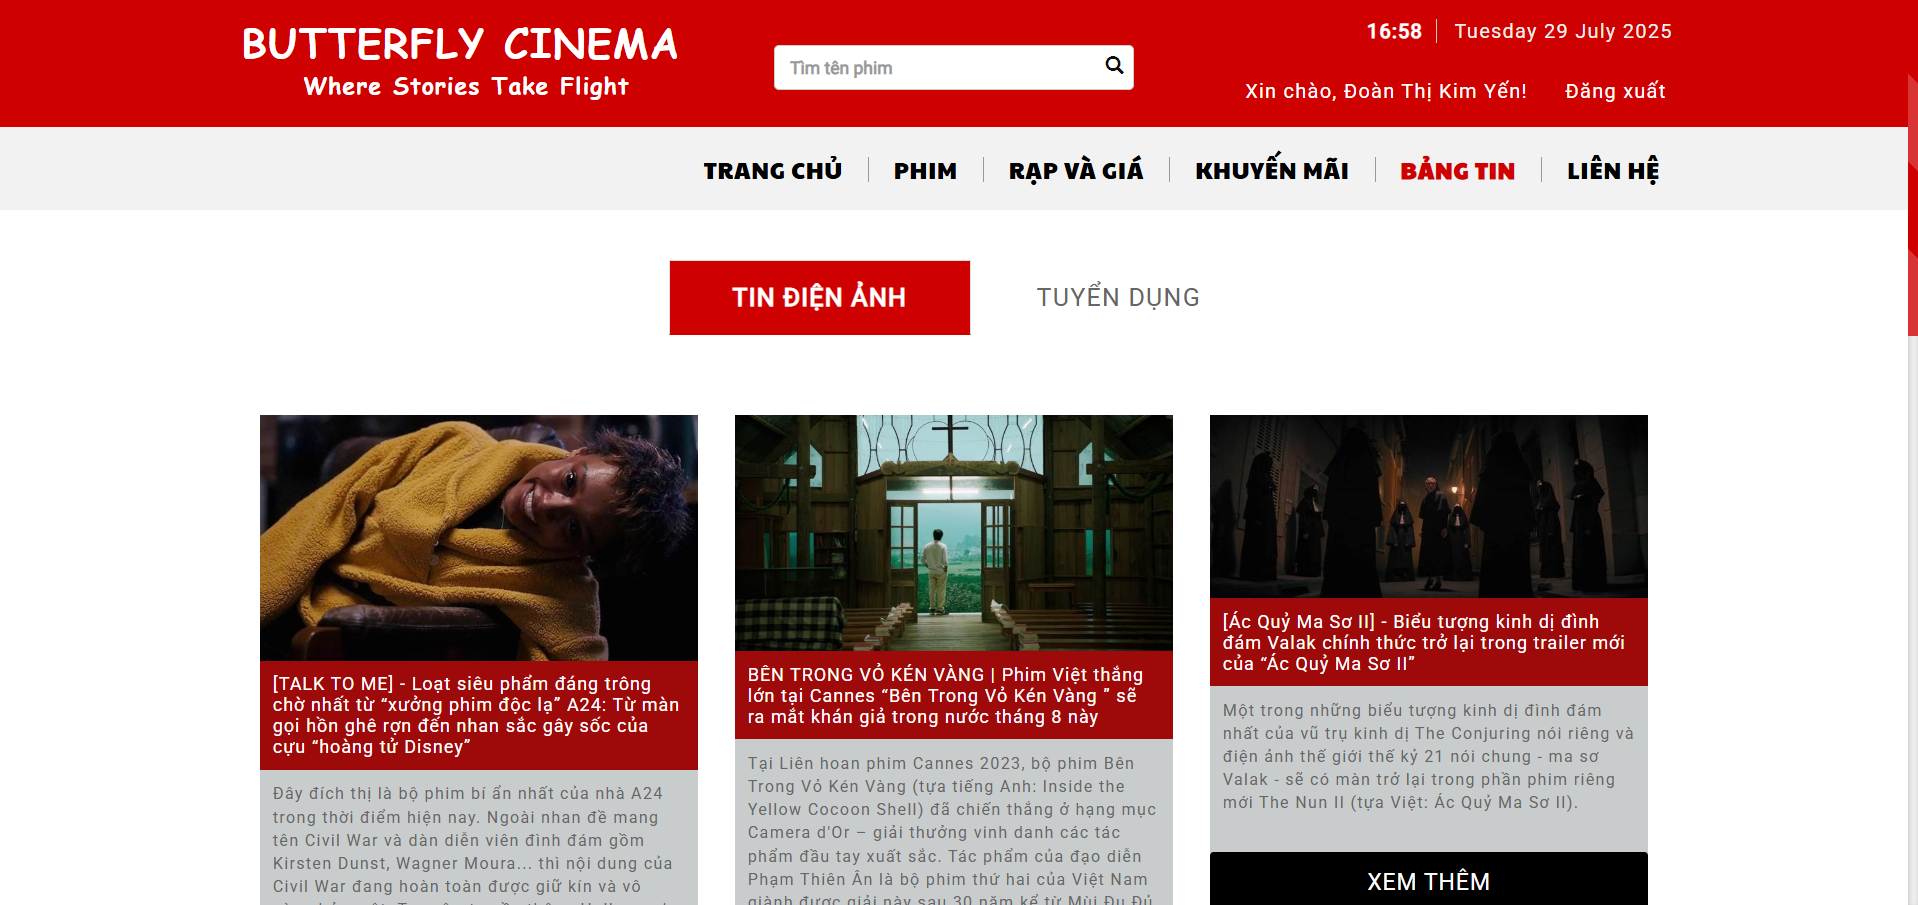 BUTTERFLY CINEMA
Where Stories Take Flight
Tìm tên phim
16:58
Tuesday 29 July 2025
Xin chào, Đoàn Thị Kim Yến!
Đăng xuất
TRANG CHỦ
PHIM
RẠP VÀ GIÁ
KHUYẾN MÃI
BẢNG TIN
LIÊN HỆ
TIN ĐIỆN ẢNH
TUYỂN DỤNG
[TALK TO ME] - Loạt siêu phẩm đáng trông
chờ nhất từ “xưởng phim độc lạ” A24: Từ màn
gọi hồn ghê rợn đến nhan sắc gây sốc của
cựu “hoàng tử Disney”
Đây đích thị là bộ phim bí ẩn nhất của nhà A24
trong thời điểm hiện nay. Ngoài nhan đề mang
tên Civil War và dàn diễn viên đình đám gồm
Kirsten Dunst, Wagner Moura... thì nội dung của
Civil War đang hoàn toàn được giữ kín và vô
BÊN TRONG VỎ KÉN VÀNG | Phim Việt thắng
lớn tại Cannes “Bên Trong Vỏ Kén Vàng ” sẽ
ra mắt khán giả trong nước tháng 8 này
Tại Liên hoan phim Cannes 2023, bộ phim Bên
Trong Vỏ Kén Vàng (tựa tiếng Anh: Inside the
Yellow Cocoon Shell) đã chiến thắng ở hạng mục
Camera d'Or – giải thưởng vinh danh các tác
phẩm đầu tay xuất sắc. Tác phẩm của đạo diễn
Phạm Thiên Ân là bộ phim thứ hai của Việt Nam
giành được giải này sau 30 năm kể từ Mùi Đu Đủ
[Ác Quỷ Ma Sơ II] - Biểu tượng kinh dị đình
đám Valak chính thức trở lại trong trailer mới
của “Ác Quỷ Ma Sơ II”
Một trong những biểu tượng kinh dị đình đám
nhất của vũ trụ kinh dị The Conjuring nói riêng và
điện ảnh thế giới thế kỷ 21 nói chung - ma sơ
Valak - sẽ có màn trở lại trong phần phim riêng
mới The Nun II (tựa Việt: Ác Quỷ Ma Sơ II).
XEM THÊM